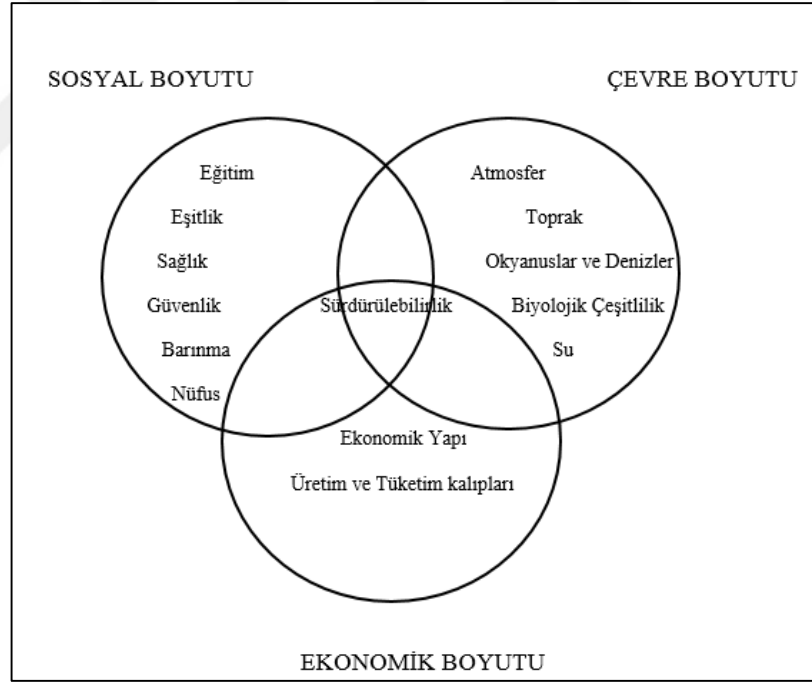 SOSYAL BOYUTU
ÇEVRE BOYUTU
Eğitim
Eşitlik
Sağlık
Güvenlik
Barınma
Nüfus
Sürdürülebilirlik
Atmosfer
Toprak
Okyanuslar ve Denizler
Biyolojik Çeşitlilik
Su
Ekonomik Yapı
Üretim ve Tüketim kalıpları
EKONOMİK BOYUTU